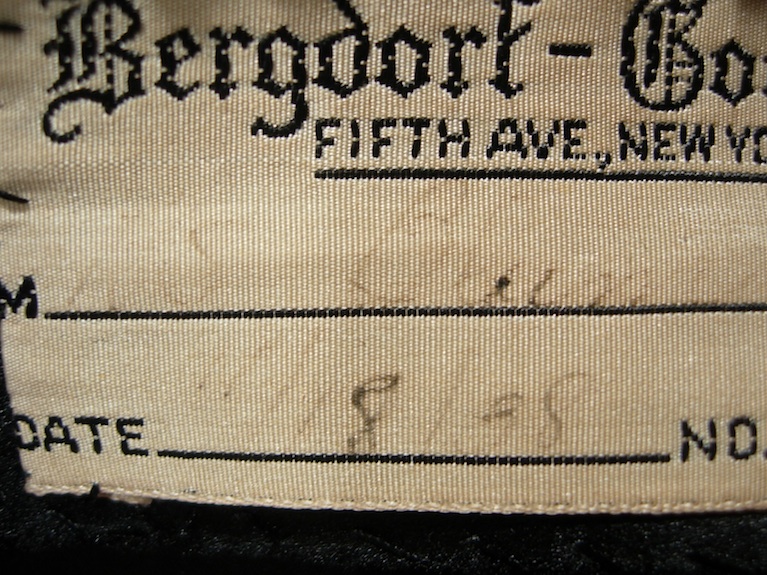 Bergdorf-Go
FIFTH AVE., NEW YO
M
DATE NO.